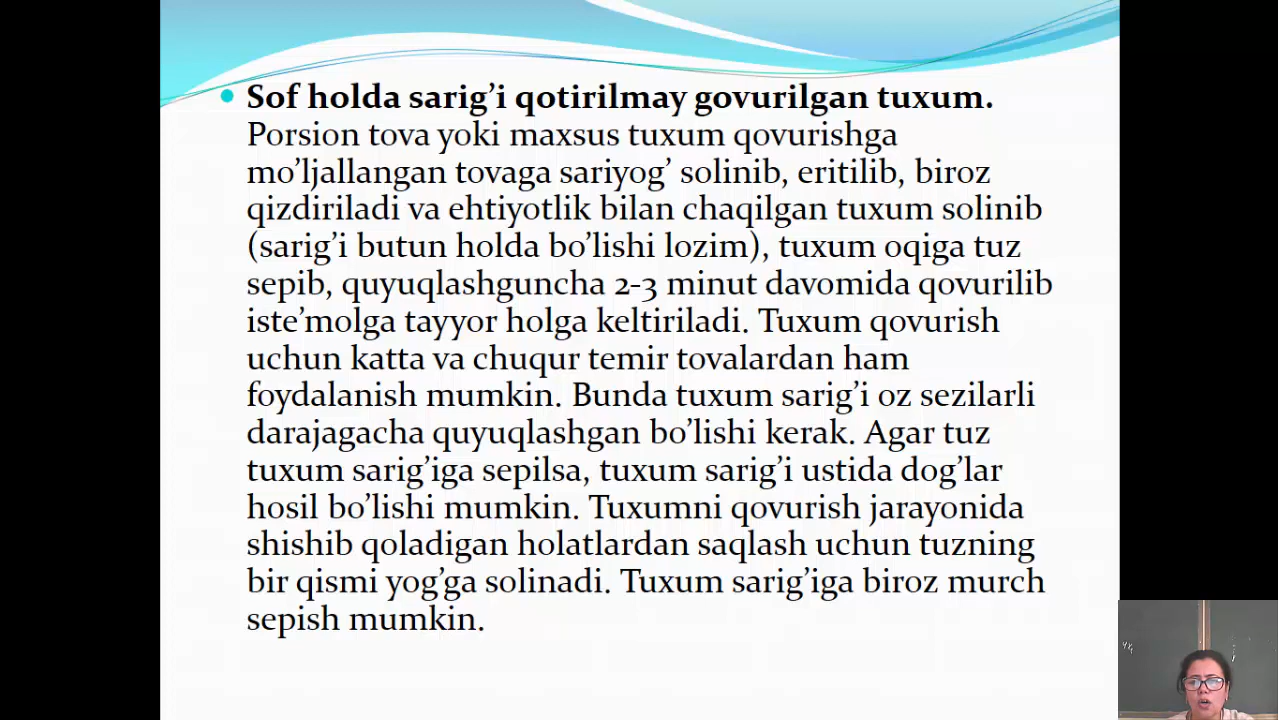 Sof holda sarig’i qotirilmay govurilgan tuxum.
Porsion tova yoki maxsus tuxum qovurishga
mo’ljallangan tovaga sariyog’ solinib, eritilib, biroz
qizdiriladi va ehtiyotlik bilan chaqilgan tuxum solinib
(sarig’i butun holda bo’lishi lozim), tuxum oqiga tuz
sepib, quyuqlashguncha 2-3 minut davomida qovurilib
iste’molga tayyor holga keltiriladi. Tuxum qovurish
uchun katta va chuqur temir tovalardan ham
foydalanish mumkin. Bunda tuxum sarig’i oz sezilarli
darajagacha quyuqlashgan bo’lishi kerak. Agar tuz
tuxum sarig’iga sepilsa, tuxum sarig’i ustida dog’lar
hosil bo’lishi mumkin. Tuxumni qovurish jarayonida
shishib qoladigan holatlardan saqlash uchun tuzning
bir qismi yog’ga solinadi. Tuxum sarig’iga biroz murch
sepish mumkin.